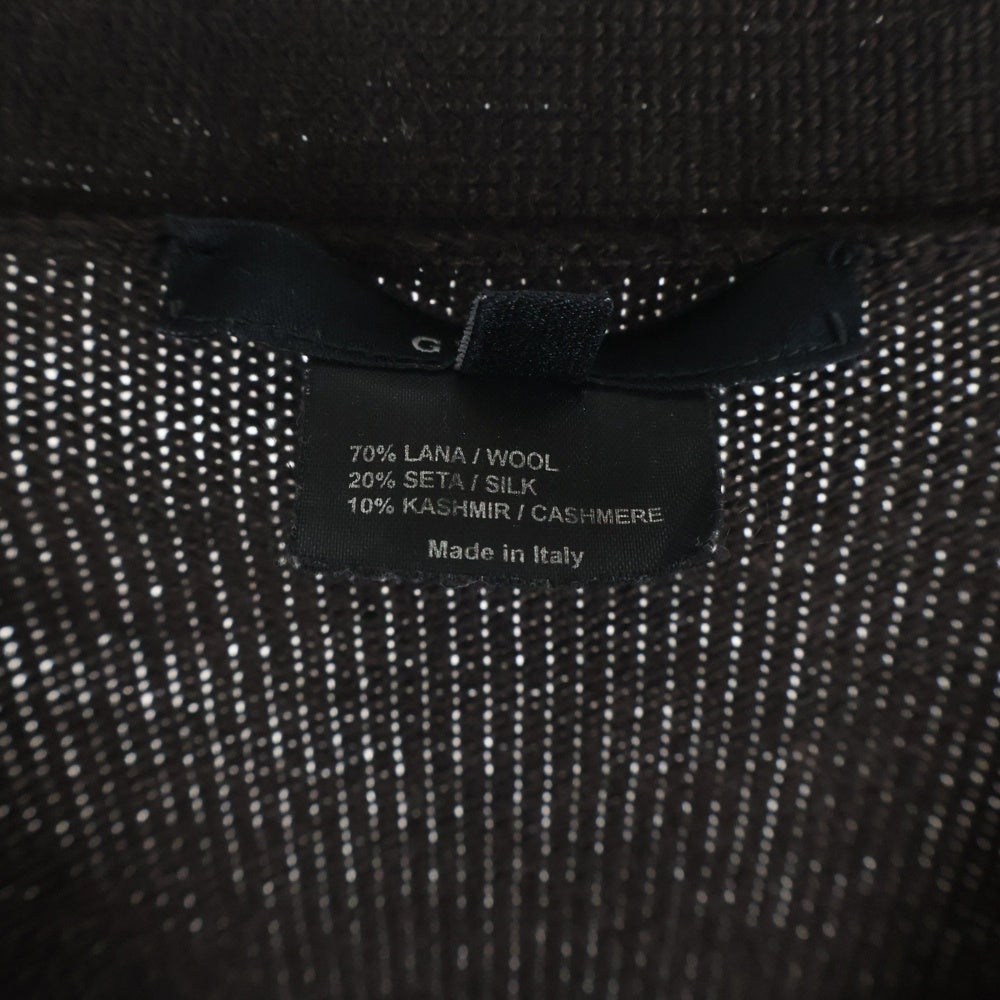 G
70% LANA / WOOL
20% SETA / SILK
10% KASHMIR / CASHMERE
Made in Italy